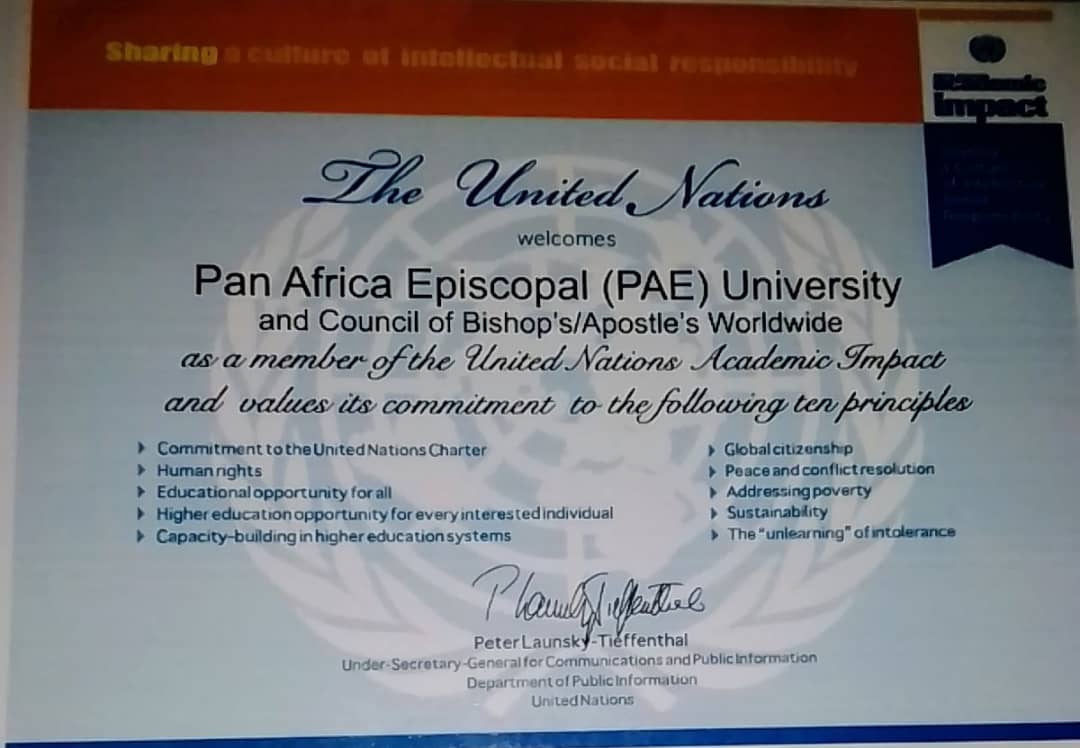 Sharing a culture of intellectual social responsibility
Academic
Impact
The United Nations
welcomes
Pan Africa Episcopal (PAE) University
and Council of Bishop's/Apostle's Worldwide
as a member of the United Nations Academic Impact
and values its commitment to the following ten principles
Commitment to the United Nations Charter
Human rights
Educational opportunity for all
Higher education opportunity for every interested individual
Capacity-building in higher education systems
Global citizenship
Peace and conflict resolution
Addressing poverty
Sustainability
The “unlearning” of intolerance
Peter Launsky-Tieffenthal
Under-Secretary-General for Communications and Public Information
Department of Public Information
United Nations